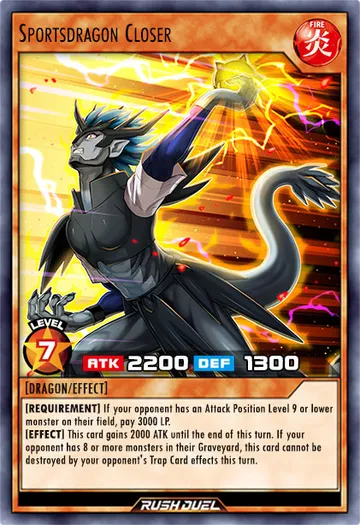 SPORTSDRAGON CLOSER
FIRE
炎
LEVEL
7
ATK 2200 DEF 1300
[DRAGON/EFFECT]
[REQUIREMENT] If your opponent has an Attack Position Level 9 or lower
monster on their field, pay 3000 LP.
[EFFECT] This card gains 2000 ATK until the end of this turn. If your
opponent has 8 or more monsters in their Graveyard, this card cannot be
destroyed by your opponent's Trap Card effects this turn.
RUSH DUEL